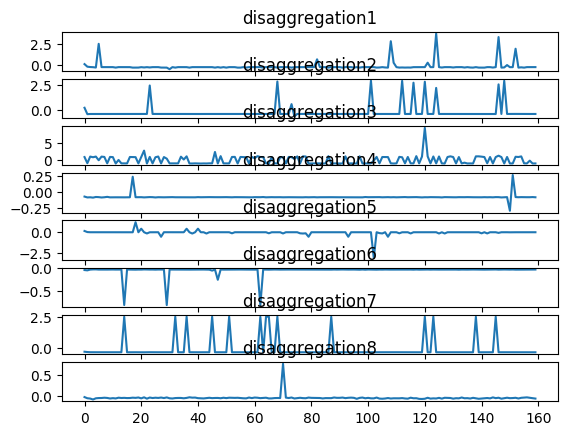 disaggregation1
2.5
0.0
disaggregation2
2.5
0.0
disaggregation3
5
0
disaggregation4
0.25
0.00
−0.25
disaggregation5
0.0
−2.5
disaggregation6
0.0
−0.5
disaggregation7
2.5
0.0
disaggregation8
0.5
0.0
0 20 40 60 80 100 120 140 160